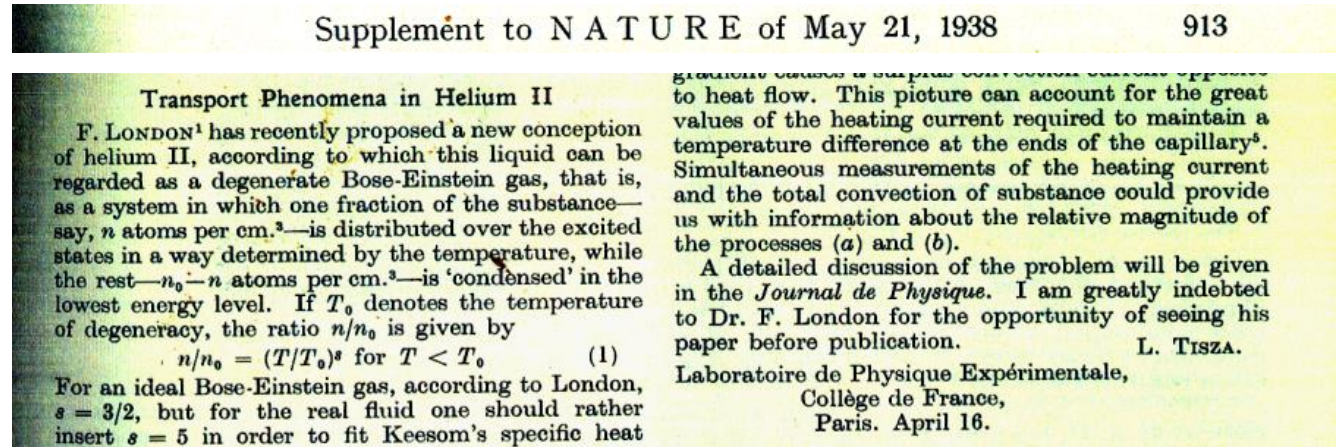 Supplement to NATURE of May 21, 1938 913
Transport Phenomena in Helium II
F. LONDON¹ has recently proposed a new conception
of helium II, according to which this liquid can be
regarded as a degenerate Bose-Einstein gas, that is,
as a system in which one fraction of the substance—
say, n atoms per cm.³—is distributed over the excited
states in a way determined by the temperature, while
the rest—n₀—n atoms per cm.³—is 'condensed' in the
lowest energy level. If T₀ denotes the temperature
of degeneracy, the ratio n/n₀ is given by
n/n₀ = (T/T₀)ˢ for T < T₀ (1)
For an ideal Bose-Einstein gas, according to London,
s = 3/2, but for the real fluid one should rather
insert s = 5 in order to fit Keesom's specific heat
gradient causes a surplus convection current opposite
to heat flow. This picture can account for the great
values of the heating current required to maintain a
temperature difference at the ends of the capillary⁵.
Simultaneous measurements of the heating current
and the total convection of substance could provide
us with information about the relative magnitude of
the processes (a) and (b).
A detailed discussion of the problem will be given
in the Journal de Physique. I am greatly indebted
to Dr. F. London for the opportunity of seeing his
paper before publication. L. TISZA.
Laboratoire de Physique Expérimentale,
Collège de France,
Paris. April 16.